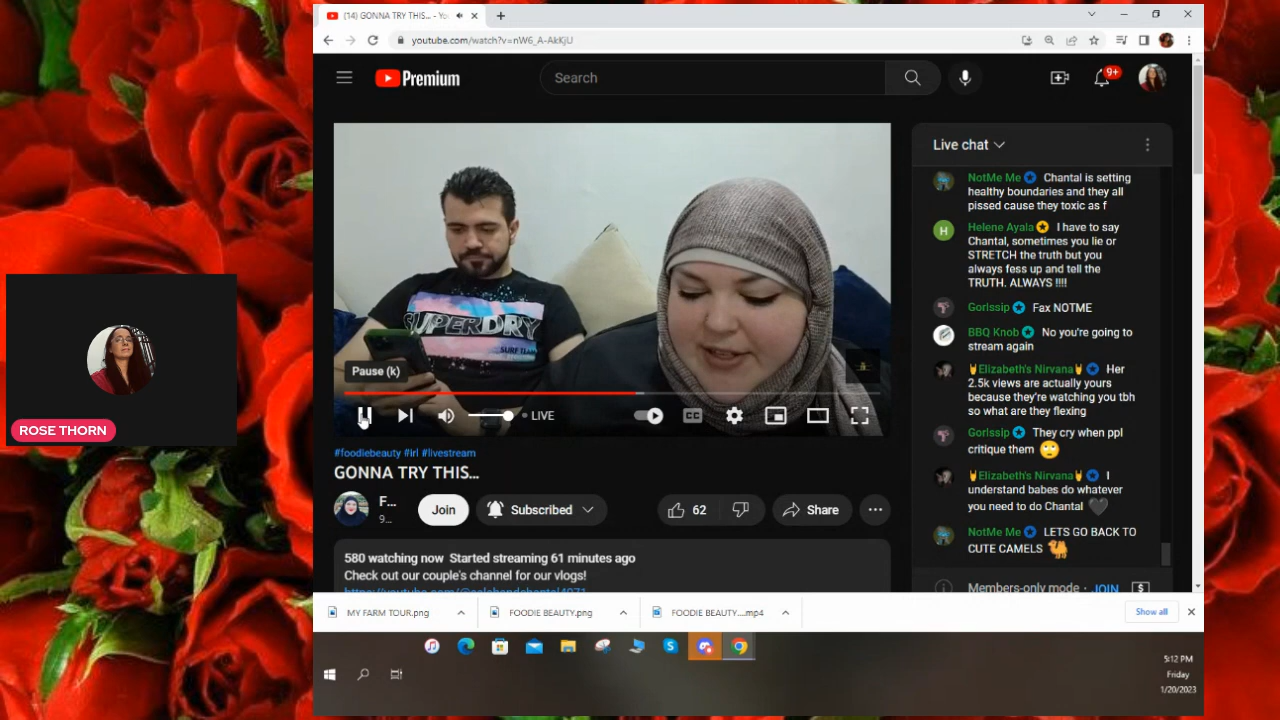 (14) GONNA TRY THIS... - Yo
youtube.com/watch?v=nW6_A-AkKjU
Premium
Search
9+
Live chat
NotMe Me Chantal is setting
healthy boundaries and they all
pissed cause they toxic as f
H
Helene Ayala I have to say
Chantal, sometimes you lie or
STRETCH the truth but you
always fess up and tell the
TRUTH. ALWAYS !!!!
Gorlssip Fax NOTME
BBQ Knob No you're going to
stream again
Elizabeth's Nirvana Her
2.5k views are actually yours
because they're watching you tbh
so what are they flexing
Gorlssip They cry when ppl
critique them
Elizabeth's Nirvana I
understand babes do whatever
you need to do Chantal
NotMe Me LETS GO BACK TO
CUTE CAMELS
Members-only mode · JOIN
SUPERDRY
SURF TEAM
Pause (k)
LIVE
CC
#foodiebeauty #irl #livestream
GONNA TRY THIS...
F...
9...
Join
Subscribed
62
Share
580 watching now Started streaming 61 minutes ago
Check out our couple's channel for our vlogs!
ROSE THORN
MY FARM TOUR.png
FOODIE BEAUTY.png
FOODIE BEAUTY....mp4
Show all
5:12 PM
Friday
1/20/2023